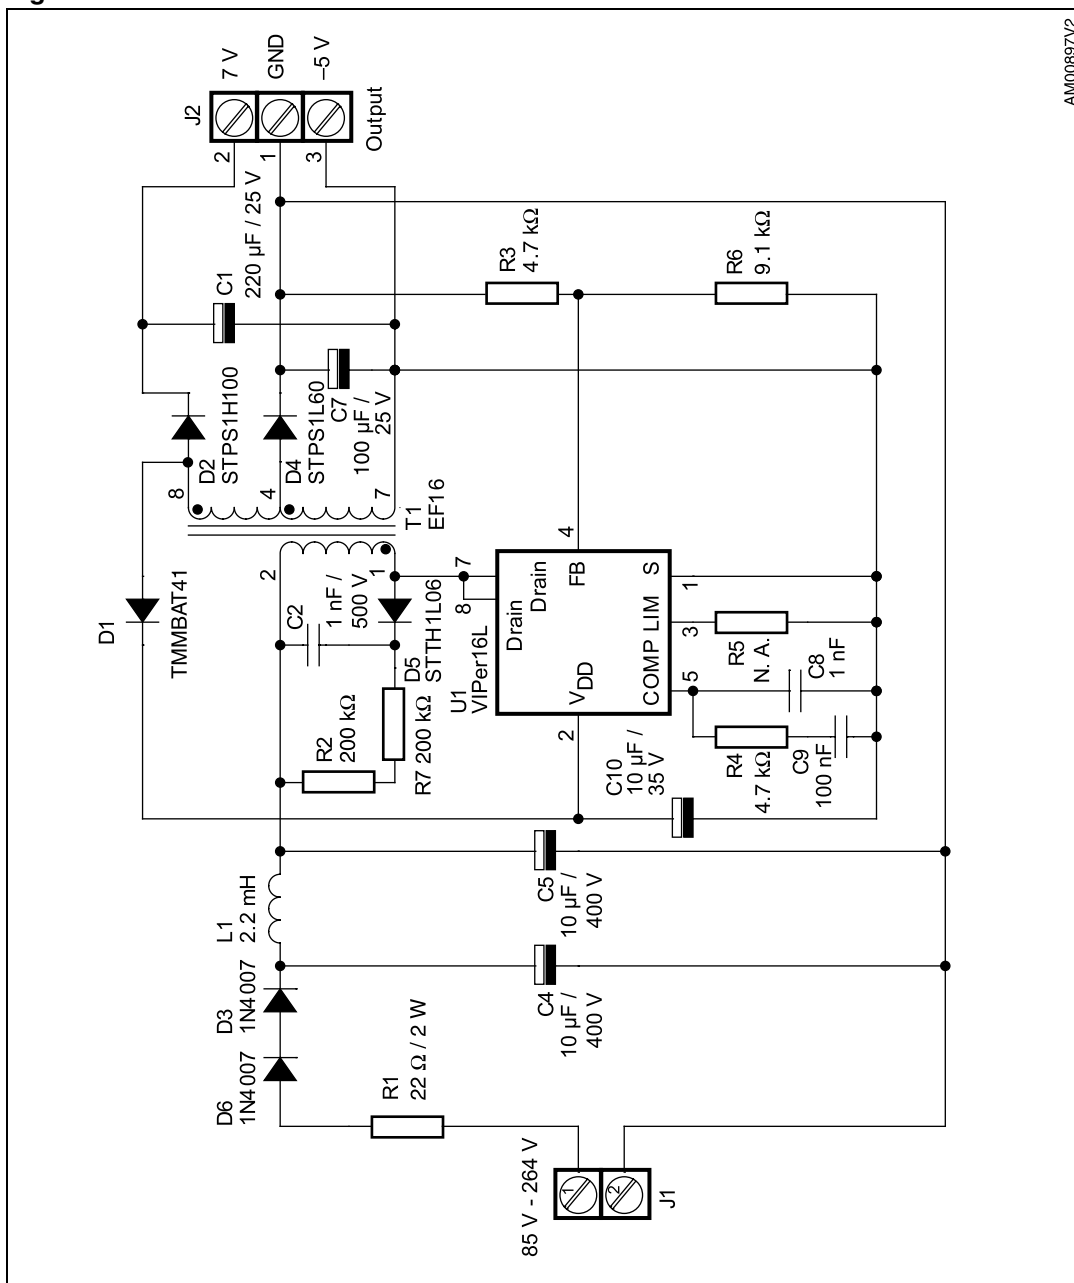 AM00897V2
J2
7 V
GND
–5 V
Output
2
1
3
C1
220 µF / 25 V
R3
4.7 kΩ
R6
9.1 kΩ
D2
STPS1H100
D4
STPS1L60
C7
100 µF /
25 V
8
4
7
T1
EF16
2
1
D1
TMMBAT41
C2
1 nF /
500 V
D5
STTH1L06
R2
200 kΩ
R7 200 kΩ
U1
VIPer16L
7
8
Drain
Drain
FB
4
VDD
2
COMP LIM S
5
3
1
R5
N. A.
C8
1 nF
R4
4.7 kΩ
C9
100 nF
C10
10 µF /
35 V
L1
2.2 mH
C5
10 µF /
400 V
C4
10 µF /
400 V
D3
1N4007
D6
1N4007
R1
22 Ω / 2 W
85 V - 264 V
1
2
J1